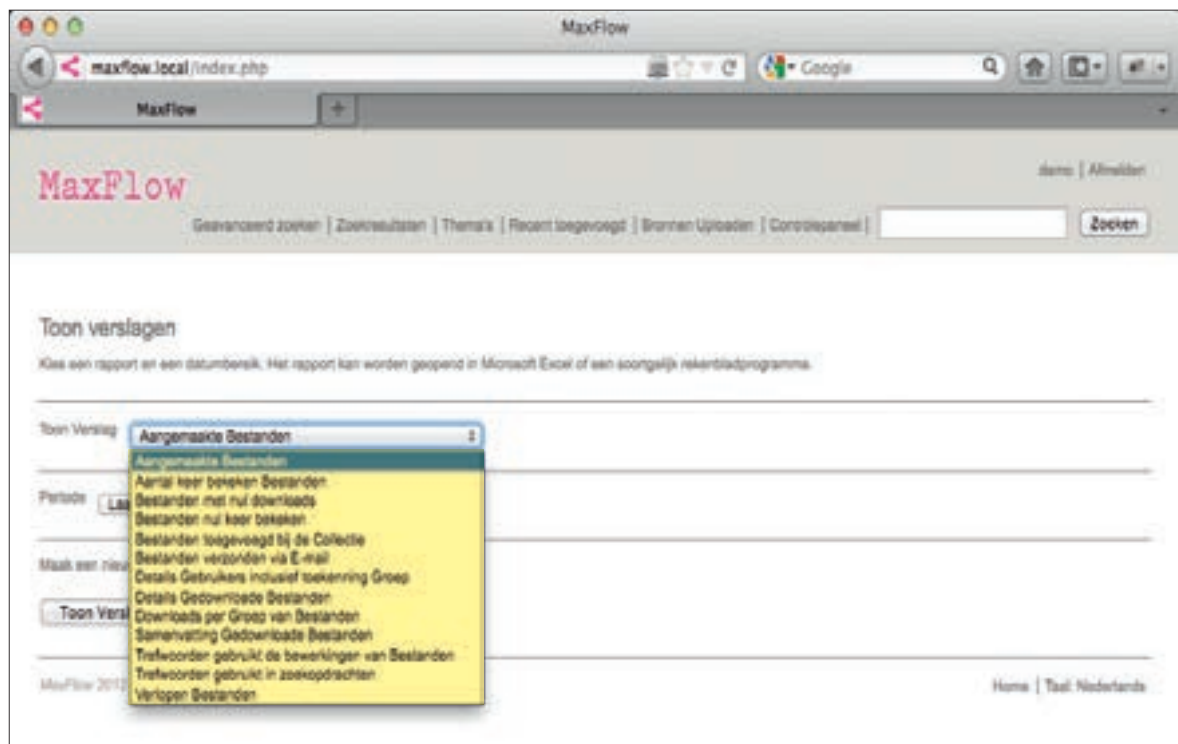 MaxFlow
maxflow.local/index.php
Google
MaxFlow
demo | Afmelden
MaxFlow
Geavanceerd zoeken | Zoekresultaten | Thema's | Recent toegevoegd | Bronnen Uploaden | Controlepaneel |
Zoeken
Toon verslagen
Kies een rapport en een datumbereik. Het rapport kan worden geopend in Microsoft Excel of een soortgelijk rekenbladprogramma.
Toon Verslag
Aangemaakte Bestanden
Aangemaakte Bestanden
Aantal keer bekeken Bestanden
Bestanden met nul downloads
Periode
Laa
Bestanden nul keer bekeken
Bestanden toegevoegd bij de Collectie
Bestanden verzonden via E-mail
Maak een nieu
Details Gebruikers inclusief toekenning Groep
Details Gedownloade Bestanden
Toon Versl
Downloads per Groep van Bestanden
Samenvatting Gedownloade Bestanden
Trefwoorden gebruikt de bewerkingen van Bestanden
Trefwoorden gebruikt in zoekopdrachten
MaxFlow
Verlopen Bestanden
Home | Taal: Nederlands